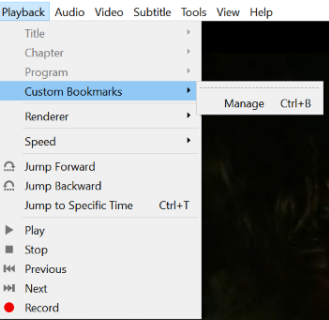 Playback Audio Video Subtitle Tools View Help
Title
Chapter
Program
Custom Bookmarks
Manage Ctrl+B
Renderer
Speed
Jump Forward
Jump Backward
Jump to Specific Time Ctrl+T
Play
Stop
Previous
Next
Record